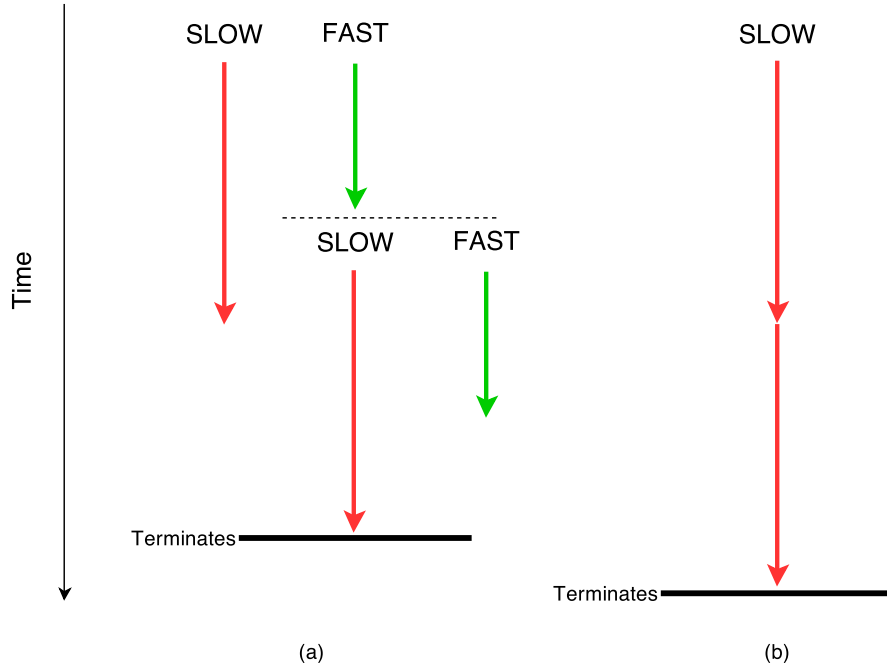 SLOW FAST SLOW
SLOW FAST
Time
Terminates
Terminates
(a) (b)